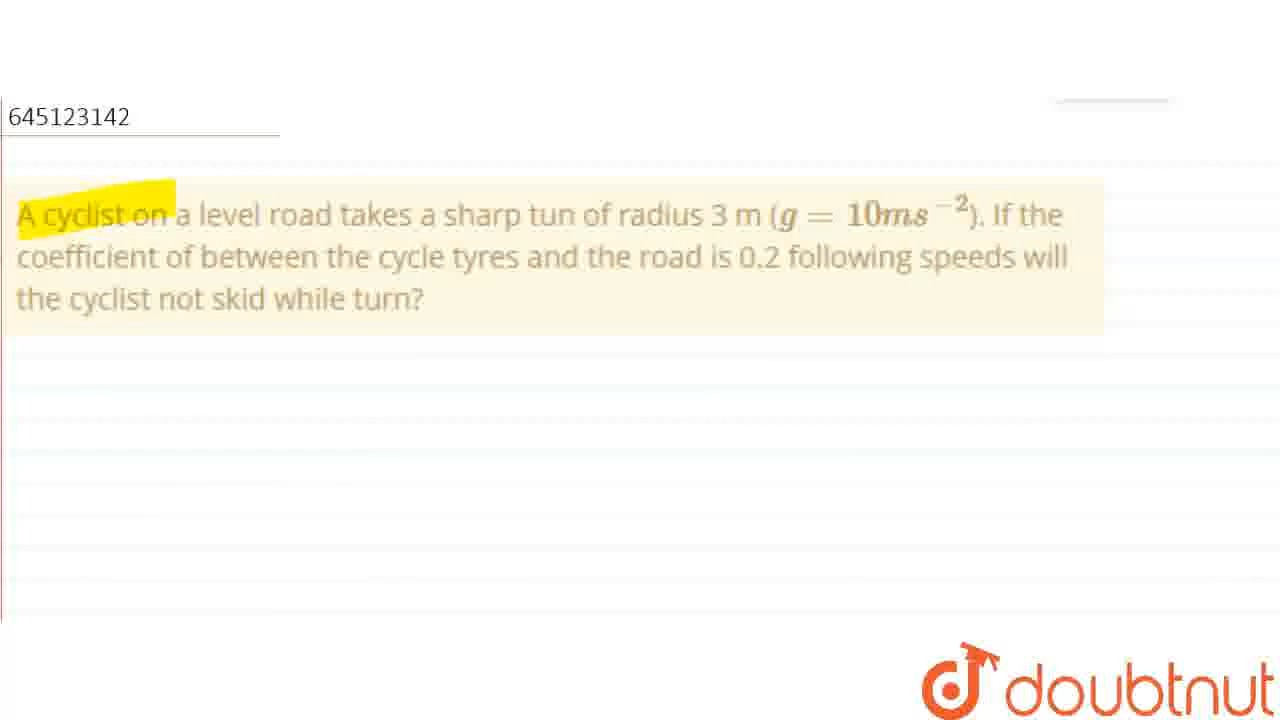 645123142
A cyclist on a level road takes a sharp tun of radius 3 m (g = 10ms⁻²). If the
coefficient of between the cycle tyres and the road is 0.2 following speeds will
the cyclist not skid while turn?
doubtnut